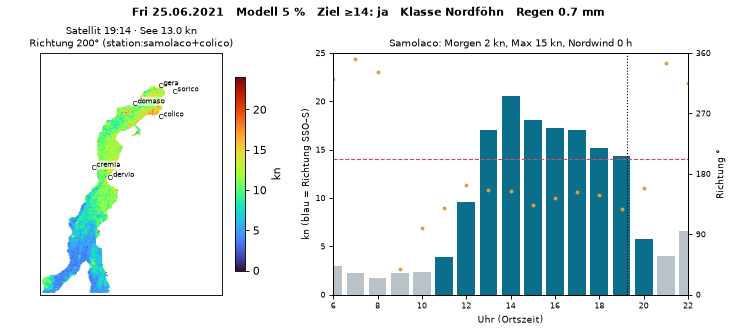 Fri 25.06.2021   Modell 5 %   Ziel ≥14: ja   Klasse Nordföhn   Regen 0.7 mm
Satellit 19:14 · See 13.0 kn
Richtung 200° (station:samolaco+colico)
gera
sorico
domaso
colico
cremia
dervio
20
15
10
5
0
kn
Samolaco: Morgen 2 kn, Max 15 kn, Nordwind 0 h
25
20
15
10
5
0
kn (blau = Richtung SSO–S)
360
270
180
90
0
Richtung °
6 8 10 12 14 16 18 20 22
Uhr (Ortszeit)